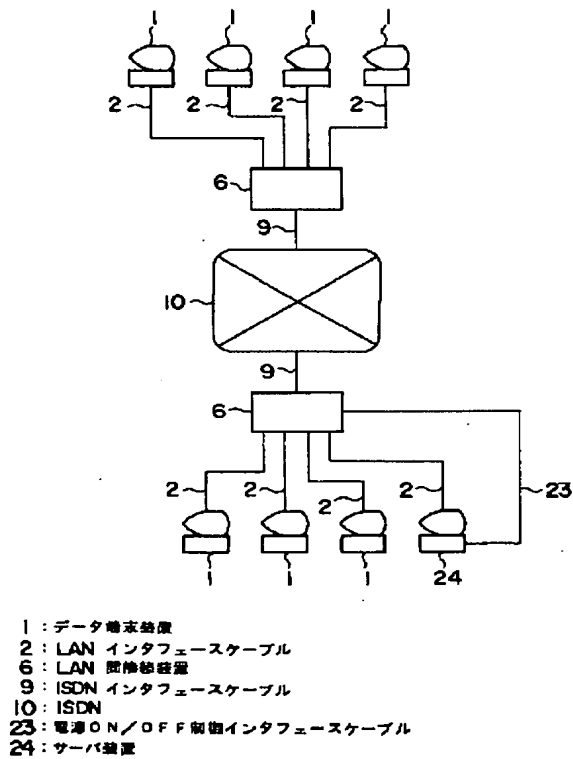 1 1 1 1
2 2 2 2
6
9
10
9
6
2 2 2 2 23
1 1 1 24
1 : データ端末装置
2 : LAN インタフェースケーブル
6 : LAN 間接続装置
9 : ISDN インタフェースケーブル
10 : ISDN
23 : 電源ON/OFF制御インタフェースケーブル
24 : サーバ装置